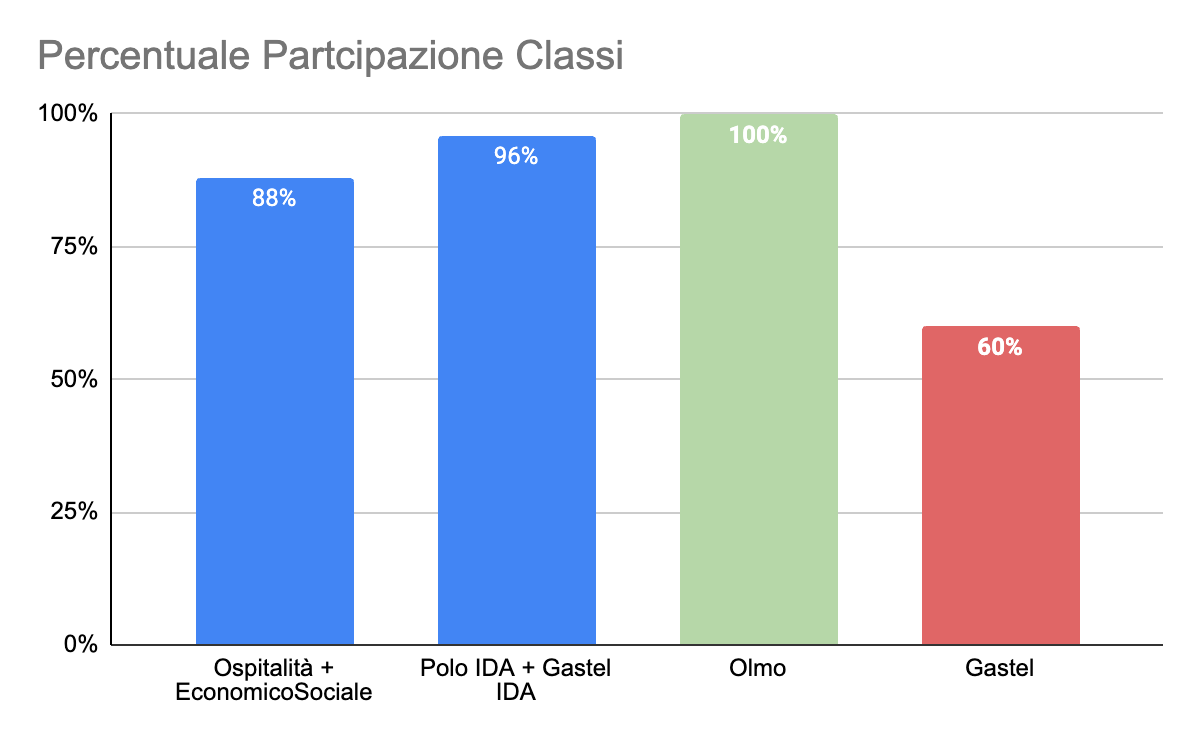 Percentuale Partcipazione Classi
100%
75%
50%
25%
0%
88%
96%
100%
60%
Ospitalità +
EconomicoSociale
Polo IDA + Gastel
IDA
Olmo
Gastel